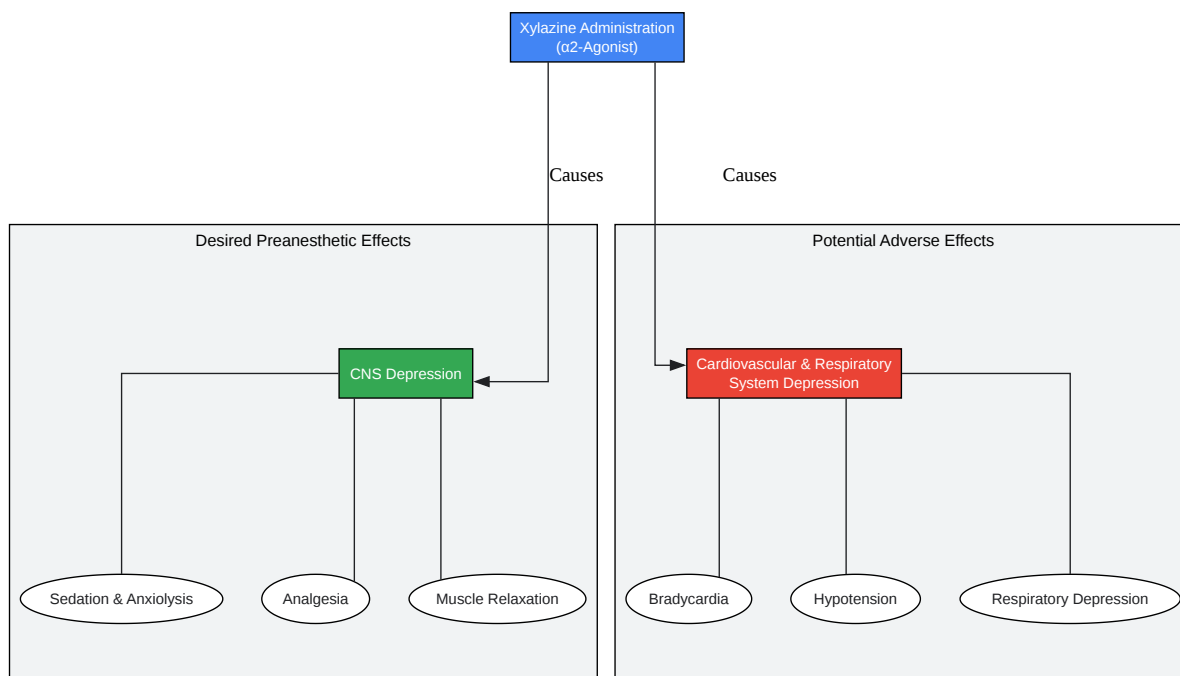 Xylazine Administration
(α2-Agonist)
Causes
Causes
Desired Preanesthetic Effects
Potential Adverse Effects
CNS Depression
Cardiovascular & Respiratory
System Depression
Sedation & Anxiolysis
Analgesia
Muscle Relaxation
Bradycardia
Hypotension
Respiratory Depression